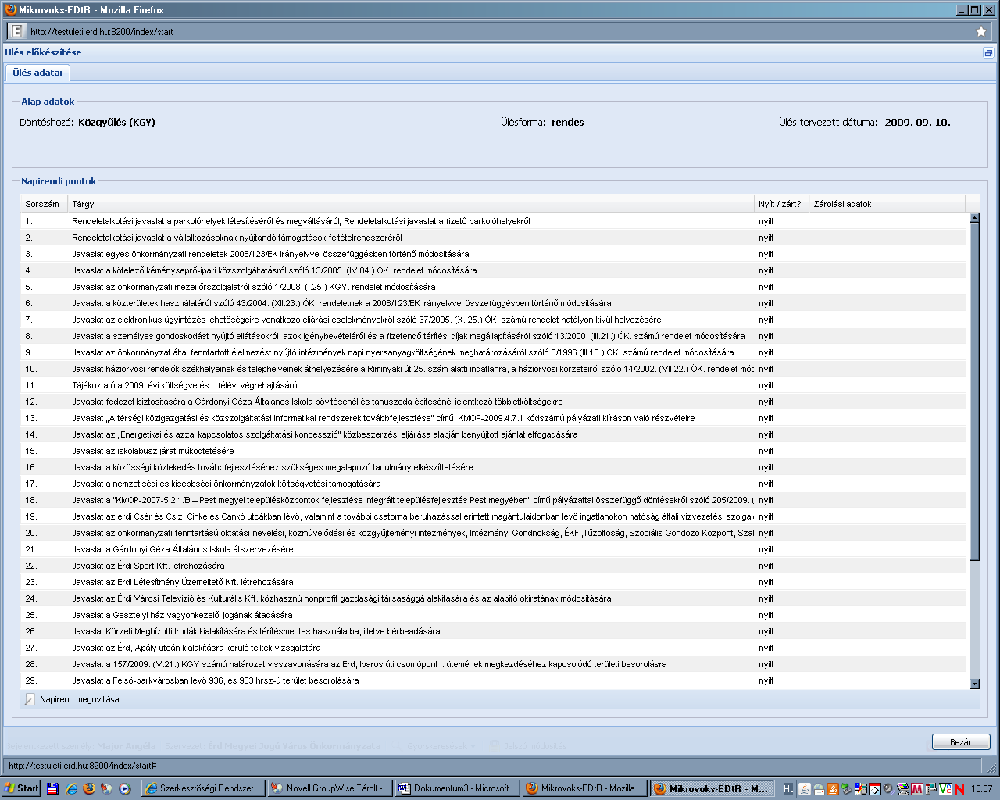 Mikrovoks-EDtR - Mozilla Firefox
http://testuleti.erd.hu:8200/index/start
Ülés előkészítése
Ülés adatai
Alap adatok
Döntéshozó: Közgyűlés (KGY) Ülésforma: rendes Ülés tervezett dátuma: 2009. 09. 10.
Napirendi pontok
Sorszám Tárgy Nyílt / zárt? Zárolási adatok
1. Rendeletalkotási javaslat a parkolóhelyek létesítéséről és megváltásáról; Rendeletalkotási javaslat a fizető parkolóhelyekről nyílt
2. Rendeletalkotási javaslat a vállalkozásoknak nyújtandó támogatások feltételrendszeréről nyílt
3. Javaslat egyes önkormányzati rendeletek 2006/123/EK irányelvvel összefüggésben történő módosítására nyílt
4. Javaslat a kötelező kéményseprő-ipari közszolgáltatásról szóló 13/2005. (IV.04.) ÖK. rendelet módosítására nyílt
5. Javaslat az önkormányzati mezei őrszolgálatról szóló 1/2008. (I.25.) KGY. rendelet módosítására nyílt
6. Javaslat a közterületek használatáról szóló 43/2004. (XII.23.) ÖK. rendeletnek a 2006/123/EK irányelvvel összefüggésben történő módosítására nyílt
7. Javaslat az elektronikus ügyintézés lehetőségeire vonatkozó eljárási cselekményekről szóló 37/2005. (X. 25.) ÖK. számú rendelet hatályon kívül helyezésére nyílt
8. Javaslat a személyes gondoskodást nyújtó ellátásokról, azok igénybevételéről és a fizetendő térítési díjak megállapításáról szóló 13/2000. (III.21.) ÖK. számú rendelet módosítására nyílt
9. Javaslat az önkormányzat által fenntartott élelmezést nyújtó intézmények napi nyersanyagköltségének meghatározásáról szóló 8/1996.(III.13.) ÖK. számú rendelet módosítására nyílt
10. Javaslat háziorvosi rendelők székhelyeinek és telephelyeinek áthelyezésére a Riminyáki út 25. szám alatti ingatlanra, a háziorvosi körzeteiről szóló 14/2002. (VII.22.) ÖK. rendelet móc nyílt
11. Tájékoztató a 2009. évi költségvetés I. félévi végrehajtásáról nyílt
12. Javaslat fedezet biztosítására a Gárdonyi Géza Általános Iskola bővítésénél és tanuszoda építésénél jelentkező többletköltségekre nyílt
13. Javaslat „A térségi közigazgatási és közszolgáltatási informatikai rendszerek továbbfejlesztése" című, KMOP-2009.4.7.1 kódszámú pályázati kiíráson való részvételre nyílt
14. Javaslat az „Energetikai és azzal kapcsolatos szolgáltatási koncesszió" közbeszerzési eljárása alapján benyújtott ajánlat elfogadására nyílt
15. Javaslat az iskolabusz járat működtetésére nyílt
16. Javaslat a közösségi közlekedés továbbfejlesztéséhez szükséges megalapozó tanulmány elkészíttetésére nyílt
17. Javaslat a nemzetiségi és kisebbségi önkormányzatok költségvetési támogatására nyílt
18. Javaslat a "KMOP-2007-5.2.1/B – Pest megyei településközpontok fejlesztése Integrált településfejlesztés Pest megyében" című pályázattal összefüggő döntésekről szóló 205/2009. ( nyílt
19. Javaslat az érdi Csér és Csíz, Cinke és Cankó utcákban lévő, valamint a további csatorna beruházással érintett magántulajdonban lévő ingatlanokon hatóság általi vízvezetési szolgal nyílt
20. Javaslat az önkormányzati fenntartású oktatási-nevelési, közművelődési és közgyűjteményi intézmények, Intézményi Gondnokság, ÉKFI,Tűzoltóság, Szociális Gondozó Központ, Szal nyílt
21. Javaslat a Gárdonyi Géza Általános Iskola átszervezésére nyílt
22. Javaslat az Érdi Sport Kft. létrehozására nyílt
23. Javaslat az Érdi Létesítmény Üzemeltető Kft. létrehozására nyílt
24. Javaslat az Érdi Városi Televízió és Kulturális Kft. közhasznú nonprofit gazdasági társasággá alakítására és az alapító okiratának módosítására nyílt
25. Javaslat a Gesztelyi ház vagyonkezelői jogának átadására nyílt
26. Javaslat Körzeti Megbízotti Irodák kialakítására és térítésmentes használatba, illetve bérbeadására nyílt
27. Javaslat az Érd, Apály utcán kialakításra kerülő telkek vizsgálatára nyílt
28. Javaslat a 157/2009. (V.21.) KGY számú határozat visszavonására az Érd, Iparos úti csomópont I. ütemének megkezdéséhez kapcsolódó területi besorolásra nyílt
29. Javaslat a Felső-parkvárosban lévő 936, és 933 hrsz-ú terület besorolására nyílt
Napirend megnyitása
Bejelentkezett személy: Major Angéla Szervezet: Érd Megyei Jogú Város Önkormányzata Gyorskeresések Jelszó módosítás
Bezár
http://testuleti.erd.hu:8200/index/start#
Start Szerkesztőségi Rendszer ... Novell GroupWise Tárolt -... Dokumentum3 - Microsoft... Mikrovoks-EDtR - Mozilla ... Mikrovoks-EDtR - M... HU 10:57